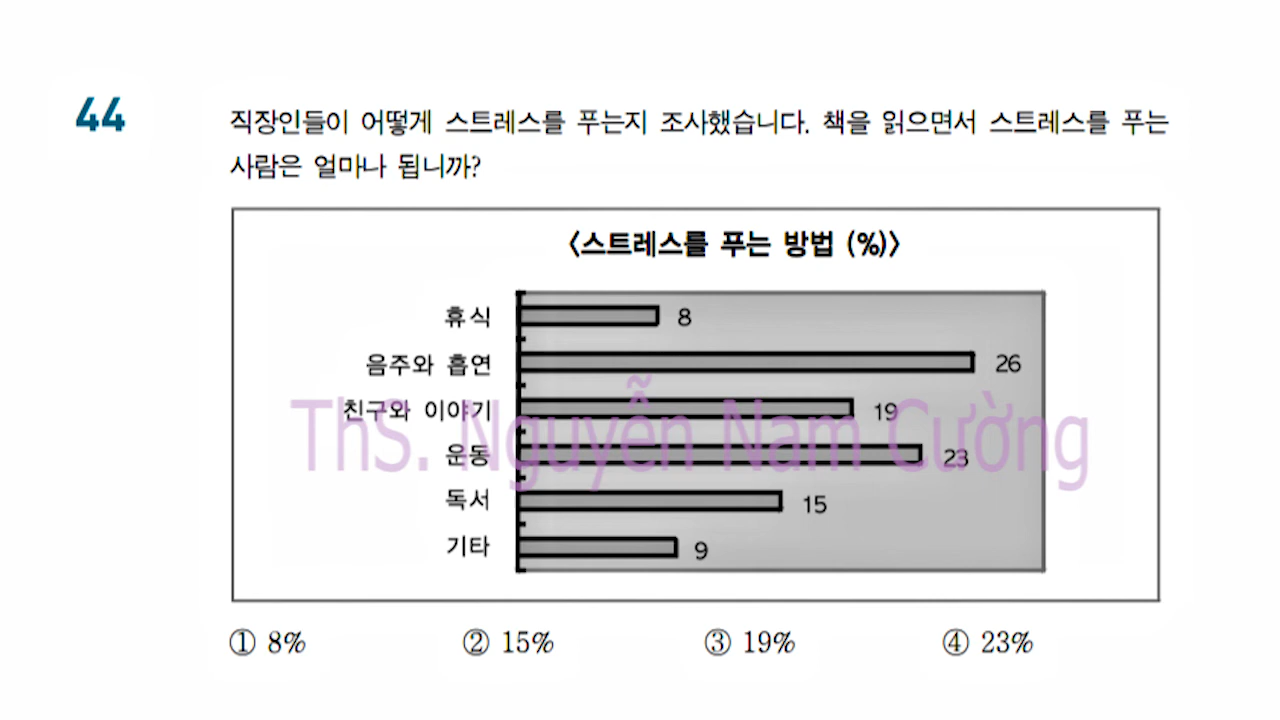 44
직장인들이 어떻게 스트레스를 푸는지 조사했습니다. 책을 읽으면서 스트레스를 푸는
사람은 얼마나 됩니까?
〈스트레스를 푸는 방법 (%)〉
휴식 8
음주와 흡연 26
친구와 이야기 19
운동 23
독서 15
기타 9
ThS. Nguyễn Nam Cường
① 8% ② 15% ③ 19% ④ 23%